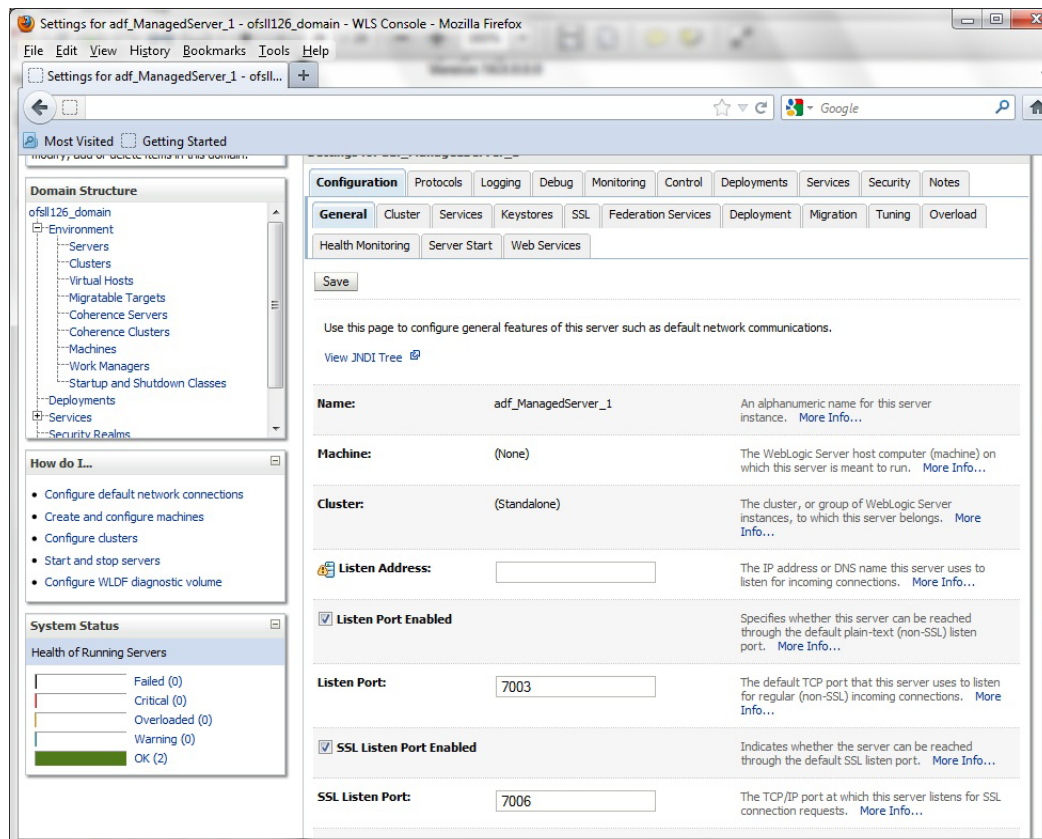 Settings for adf_ManagedServer_1 - ofsll126_domain - WLS Console - Mozilla Firefox
File Edit View History Bookmarks Tools Help
Settings for adf_ManagedServer_1 - ofsll...
Google
Most Visited Getting Started
modify, add or delete items in this domain.
Domain Structure
ofsll126_domain
Environment
Servers
Clusters
Virtual Hosts
Migratable Targets
Coherence Servers
Coherence Clusters
Machines
Work Managers
Startup and Shutdown Classes
Deployments
Services
Security Realms
How do I...
Configure default network connections
Create and configure machines
Configure clusters
Start and stop servers
Configure WLDF diagnostic volume
System Status
Health of Running Servers
Failed (0)
Critical (0)
Overloaded (0)
Warning (0)
OK (2)
Settings for adf_ManagedServer_1
Configuration Protocols Logging Debug Monitoring Control Deployments Services Security Notes
General Cluster Services Keystores SSL Federation Services Deployment Migration Tuning Overload
Health Monitoring Server Start Web Services
Save
Use this page to configure general features of this server such as default network communications.
View JNDI Tree
Name: adf_ManagedServer_1 An alphanumeric name for this server
instance. More Info...
Machine: (None) The WebLogic Server host computer (machine) on
which this server is meant to run. More Info...
Cluster: (Standalone) The cluster, or group of WebLogic Server
instances, to which this server belongs. More
Info...
Listen Address: The IP address or DNS name this server uses to
listen for incoming connections. More Info...
Listen Port Enabled Specifies whether this server can be reached
through the default plain-text (non-SSL) listen
port. More Info...
Listen Port: 7003 The default TCP port that this server uses to listen
for regular (non-SSL) incoming connections. More
Info...
SSL Listen Port Enabled Indicates whether the server can be reached
through the default SSL listen port. More Info...
SSL Listen Port: 7006 The TCP/IP port at which this server listens for SSL
connection requests. More Info...